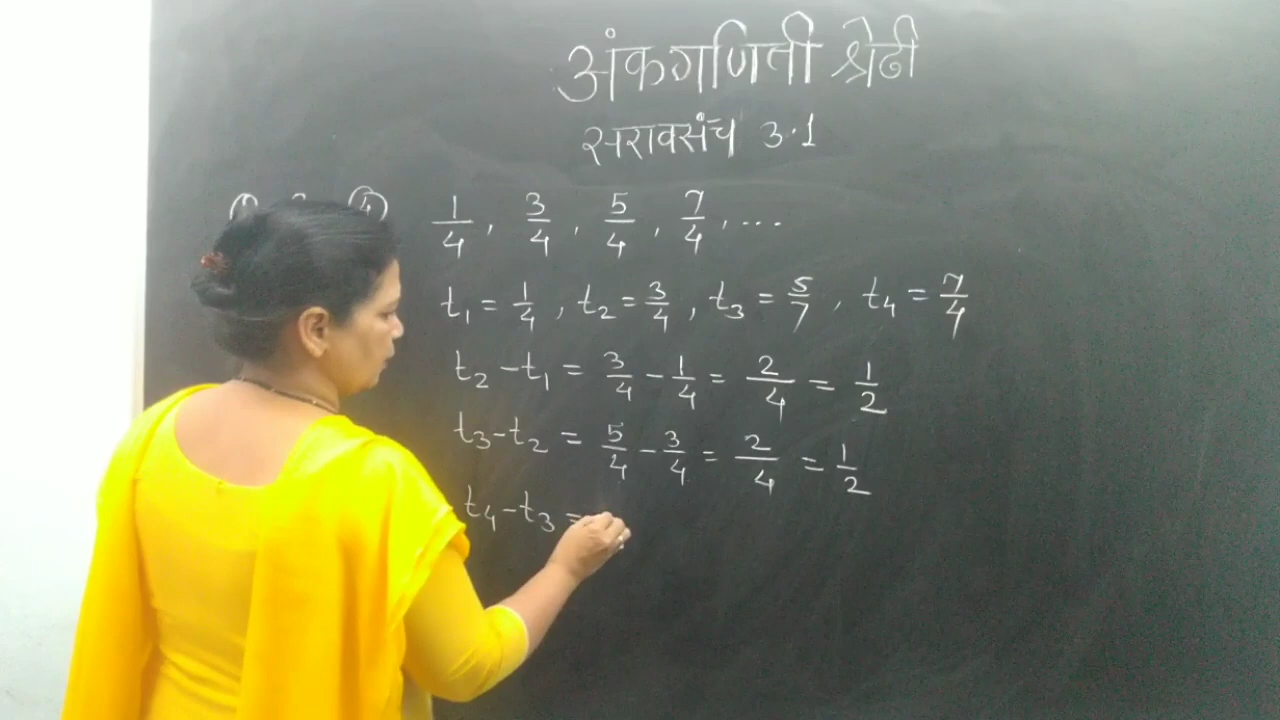 अंकगणिती श्रेढी
सरावसंच 3.1
④ 1/4, 3/4, 5/4, 7/4, ....
t₁ = 1/4, t₂ = 3/4, t₃ = 5/7, t₄ = 7/4
t₂ - t₁ = 3/4 - 1/4 = 2/4 = 1/2
t₃ - t₂ = 5/4 - 3/4 = 2/4 = 1/2
t₄ - t₃ =